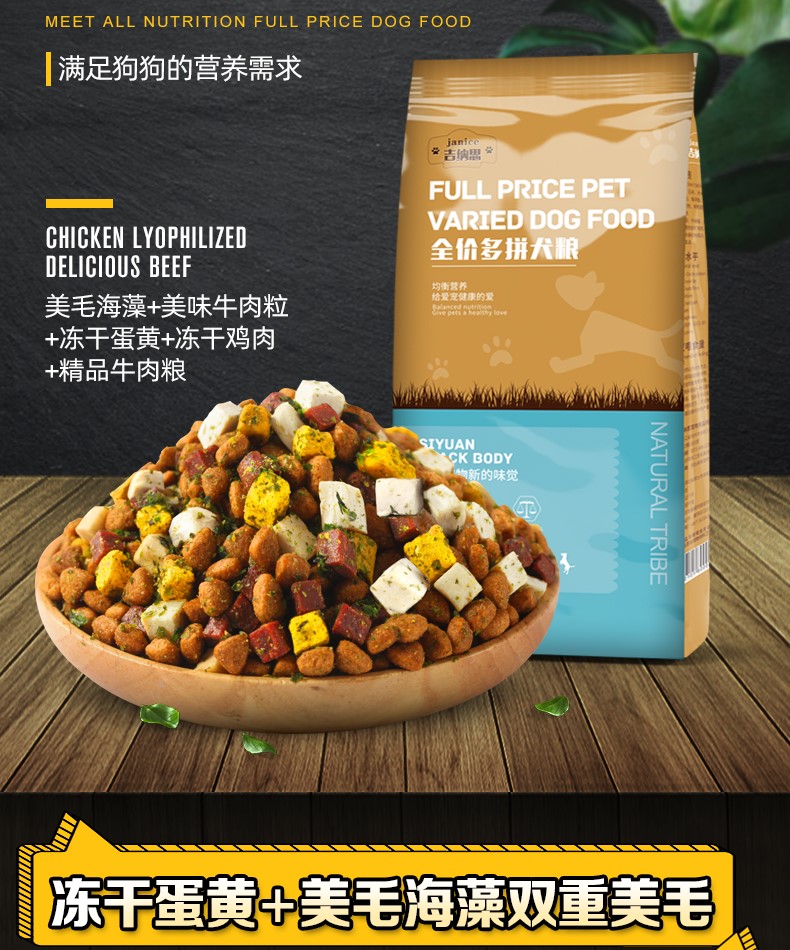 MEET ALL NUTRITION FULL PRICE DOG FOOD
满足狗狗的营养需求
CHICKEN LYOPHILIZED
DELICIOUS BEEF
美毛海藻+美味牛肉粒
+冻干蛋黄+冻干鸡肉
+精品牛肉粮
janice
吉纳思
FULL PRICE PET
VARIED DOG FOOD
全价多拼犬粮
均衡营养
给爱宠健康的爱
Balanced nutrition
Give pets a healthy love
SIYUAN
CK BODY
物新的味觉
NATURAL TRIBE
冻干蛋黄+美毛海藻双重美毛